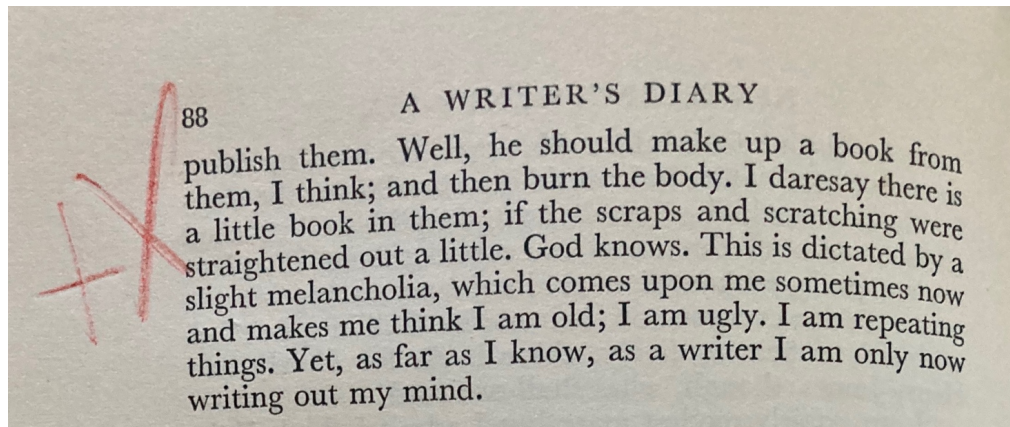 88 A WRITER'S DIARY
publish them. Well, he should make up a book from
them, I think; and then burn the body. I daresay there is
a little book in them; if the scraps and scratching were
straightened out a little. God knows. This is dictated by a
slight melancholia, which comes upon me sometimes now
and makes me think I am old; I am ugly. I am repeating
things. Yet, as far as I know, as a writer I am only now
writing out my mind.